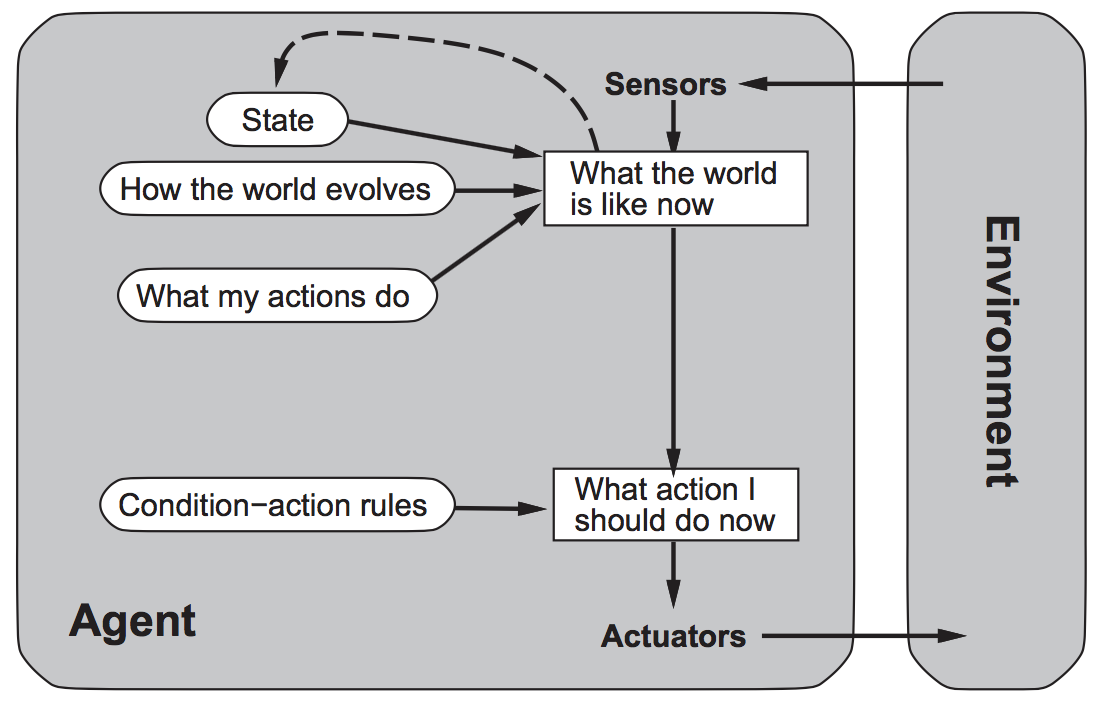 Sensors
State
What the world
is like now
How the world evolves
What my actions do
Environment
Condition−action rules
What action I
should do now
Agent
Actuators